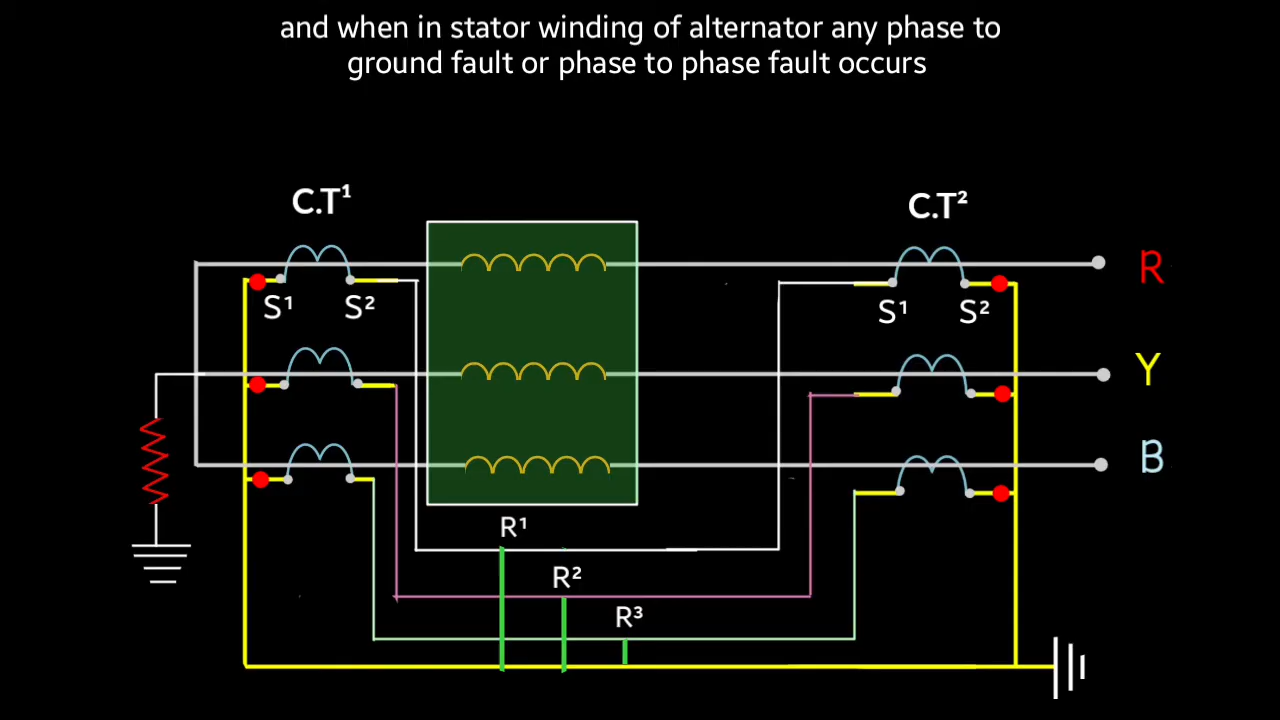 and when in stator winding of alternator any phase to
ground fault or phase to phase fault occurs
C.T¹
C.T²
R
S¹ S²
S¹ S²
Y
B
R¹
R²
R³